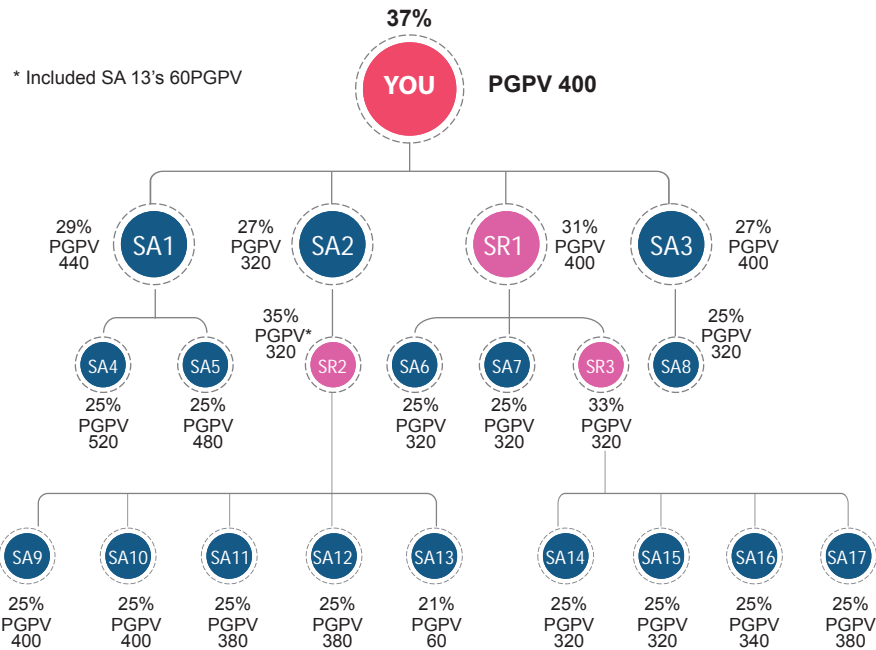 37%
* Included SA 13's 60PGPV
YOU
PGPV 400
29%
PGPV
440
SA1
27%
PGPV
320
SA2
SR1
31%
PGPV
400
SA3
27%
PGPV
400
SA4
25%
PGPV
520
SA5
25%
PGPV
480
35%
PGPV*
320
SR2
SA6
25%
PGPV
320
SA7
25%
PGPV
320
SR3
33%
PGPV
320
SA8
25%
PGPV
320
SA9
25%
PGPV
400
SA10
25%
PGPV
400
SA11
25%
PGPV
380
SA12
25%
PGPV
380
SA13
21%
PGPV
60
SA14
25%
PGPV
320
SA15
25%
PGPV
320
SA16
25%
PGPV
340
SA17
25%
PGPV
380